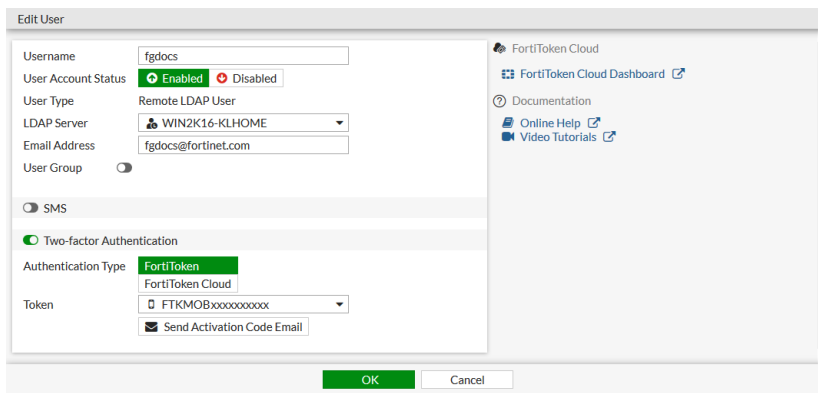 Edit User
Username fgdocs
User Account Status Enabled Disabled
User Type Remote LDAP User
LDAP Server WIN2K16-KLHOME
Email Address fgdocs@fortinet.com
User Group
SMS
Two-factor Authentication
Authentication Type FortiToken
FortiToken Cloud
Token FTKMOBxxxxxxxxxx
Send Activation Code Email
FortiToken Cloud
FortiToken Cloud Dashboard
Documentation
Online Help
Video Tutorials
OK Cancel